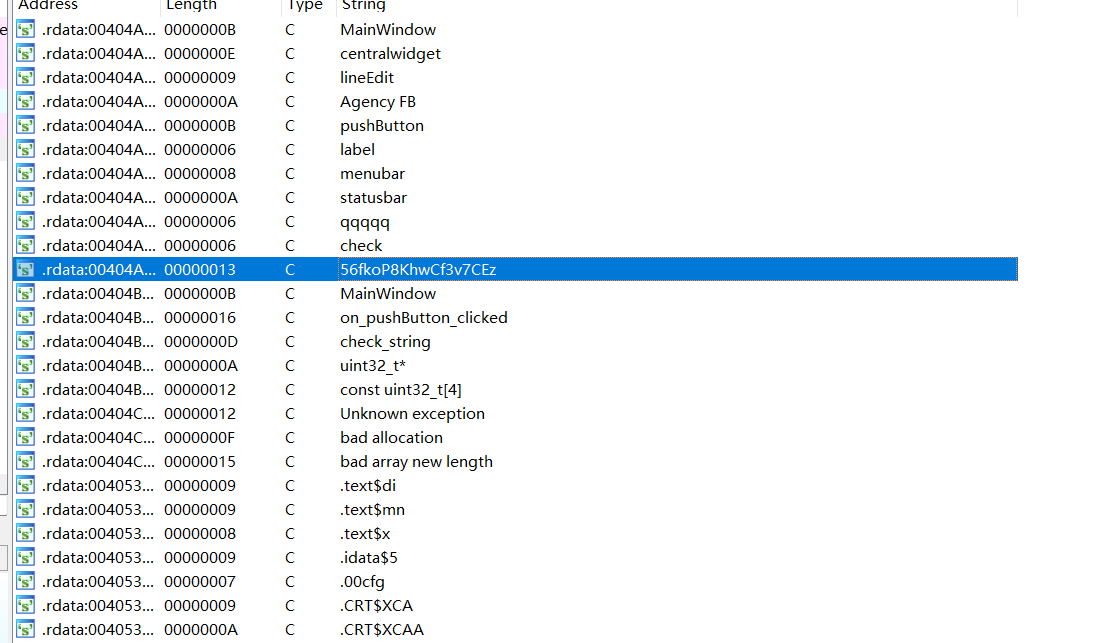 Address Length Type String
.rdata:00404A... 0000000B C MainWindow
.rdata:00404A... 0000000E C centralwidget
.rdata:00404A... 00000009 C lineEdit
.rdata:00404A... 0000000A C Agency FB
.rdata:00404A... 0000000B C pushButton
.rdata:00404A... 00000006 C label
.rdata:00404A... 00000008 C menubar
.rdata:00404A... 0000000A C statusbar
.rdata:00404A... 00000006 C qqqqq
.rdata:00404A... 00000006 C check
.rdata:00404A... 00000013 C 56fkoP8KhwCf3v7CEz
.rdata:00404B... 0000000B C MainWindow
.rdata:00404B... 00000016 C on_pushButton_clicked
.rdata:00404B... 0000000D C check_string
.rdata:00404B... 0000000A C uint32_t*
.rdata:00404B... 00000012 C const uint32_t[4]
.rdata:00404C... 00000012 C Unknown exception
.rdata:00404C... 0000000F C bad allocation
.rdata:00404C... 00000015 C bad array new length
.rdata:004053... 00000009 C .text$di
.rdata:004053... 00000009 C .text$mn
.rdata:004053... 00000008 C .text$x
.rdata:004053... 00000009 C .idata$5
.rdata:004053... 00000007 C .00cfg
.rdata:004053... 00000009 C .CRT$XCA
.rdata:004053... 0000000A C .CRT$XCAA